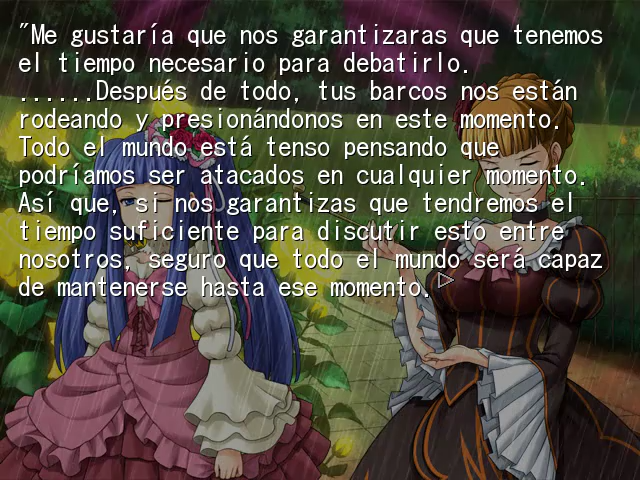 "Me gustaría que nos garantizaras que tenemos
el tiempo necesario para debatirlo.
......Después de todo, tus barcos nos están
rodeando y presionándonos en este momento.
Todo el mundo está tenso pensando que
podríamos ser atacados en cualquier momento.
Así que, si nos garantizas que tendremos el
tiempo suficiente para discutir esto entre
nosotros, seguro que todo el mundo será capaz
de mantenerse hasta ese momento.